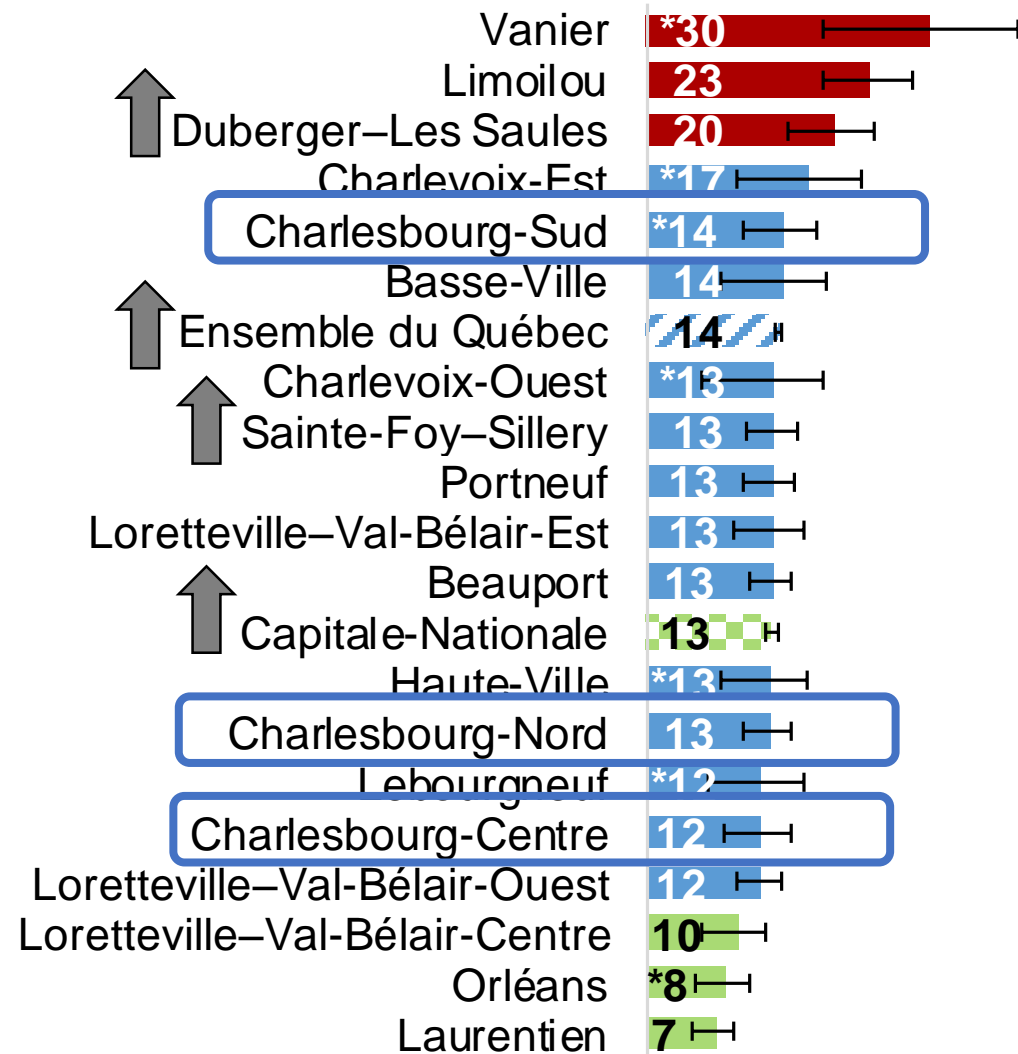 Vanier *30
Limoilou 23
Duberger–Les Saules 20
Charlevoix-Est *17
Charlesbourg-Sud *14
Basse-Ville 14
Ensemble du Québec 14
Charlevoix-Ouest *13
Sainte-Foy–Sillery 13
Portneuf 13
Loretteville–Val-Bélair-Est 13
Beauport 13
Capitale-Nationale 13
Haute-Ville *13
Charlesbourg-Nord 13
Lebourgneuf *12
Charlesbourg-Centre 12
Loretteville–Val-Bélair-Ouest 12
Loretteville–Val-Bélair-Centre 10
Orléans *8
Laurentien 7